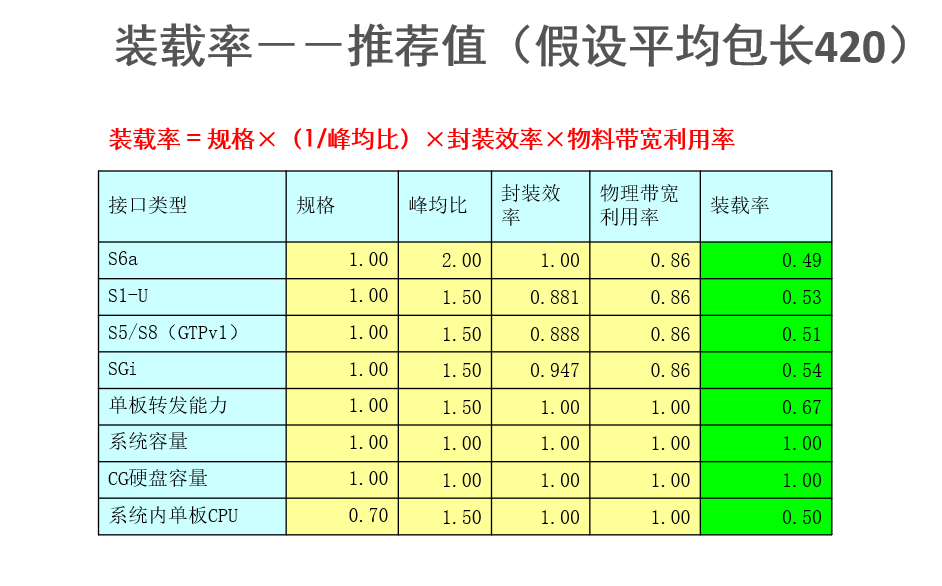 装载率－－推荐值（假设平均包长420）
装载率＝规格×（1/峰均比）×封装效率×物料带宽利用率
接口类型 规格 峰均比 封装效率 物理带宽利用率 装载率
S6a 1.00 2.00 1.00 0.86 0.49
S1-U 1.00 1.50 0.881 0.86 0.53
S5/S8（GTPv1） 1.00 1.50 0.888 0.86 0.51
SGi 1.00 1.50 0.947 0.86 0.54
单板转发能力 1.00 1.50 1.00 1.00 0.67
系统容量 1.00 1.00 1.00 1.00 1.00
CG硬盘容量 1.00 1.00 1.00 1.00 1.00
系统内单板CPU 0.70 1.50 1.00 1.00 0.50